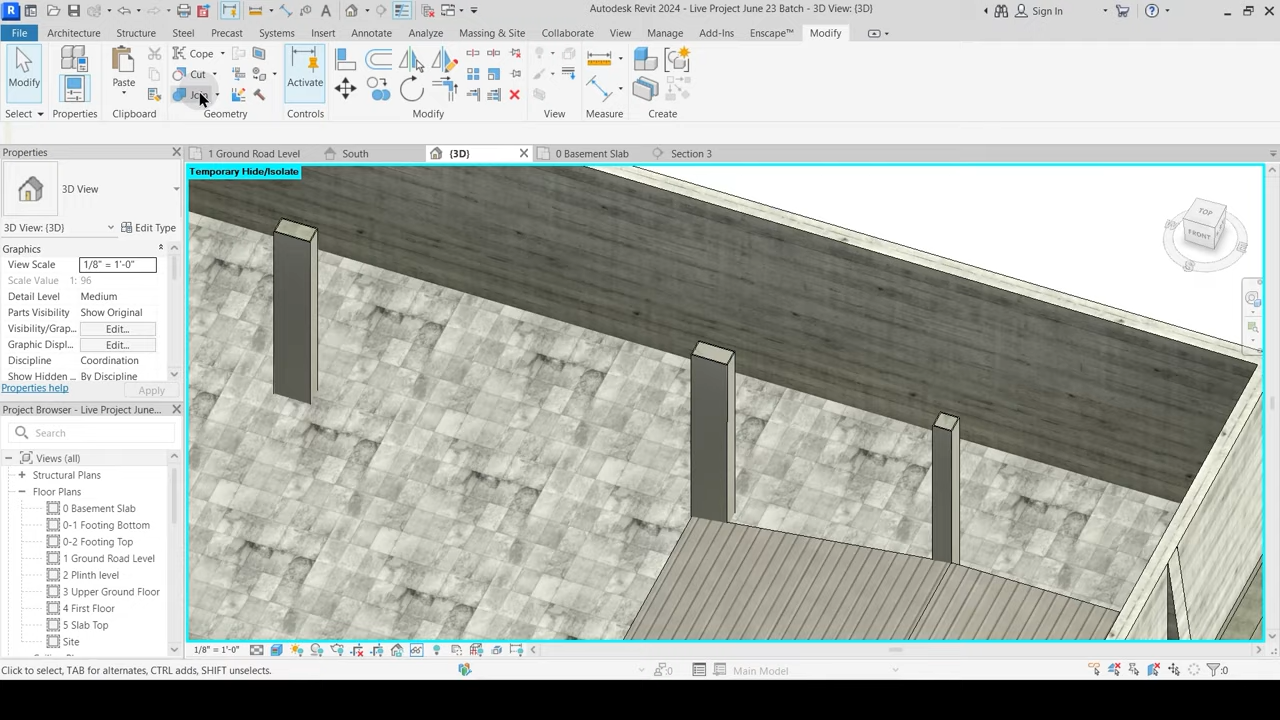 Autodesk Revit 2024 - Live Project June 23 Batch - 3D View: {3D}
Sign In
File Architecture Structure Steel Precast Systems Insert Annotate Analyze Massing & Site Collaborate View Manage Add-Ins Enscape™ Modify
Modify Paste Cope Cut Join Activate
Select Properties Clipboard Geometry Controls Modify View Measure Create
Properties
1 Ground Road Level South {3D} 0 Basement Slab Section 3
Temporary Hide/Isolate
3D View
3D View: {3D} Edit Type
Graphics
View Scale 1/8" = 1'-0"
Scale Value 1: 96
Detail Level Medium
Parts Visibility Show Original
Visibility/Grap... Edit...
Graphic Displ... Edit...
Discipline Coordination
Show Hidden ... By Discipline
Properties help Apply
TOP
FRONT
Project Browser - Live Project June...
Search
Views (all)
Structural Plans
Floor Plans
0 Basement Slab
0-1 Footing Bottom
0-2 Footing Top
1 Ground Road Level
2 Plinth level
3 Upper Ground Floor
4 First Floor
5 Slab Top
Site
1/8" = 1'-0"
Click to select, TAB for alternates, CTRL adds, SHIFT unselects.
:0
Main Model
:0